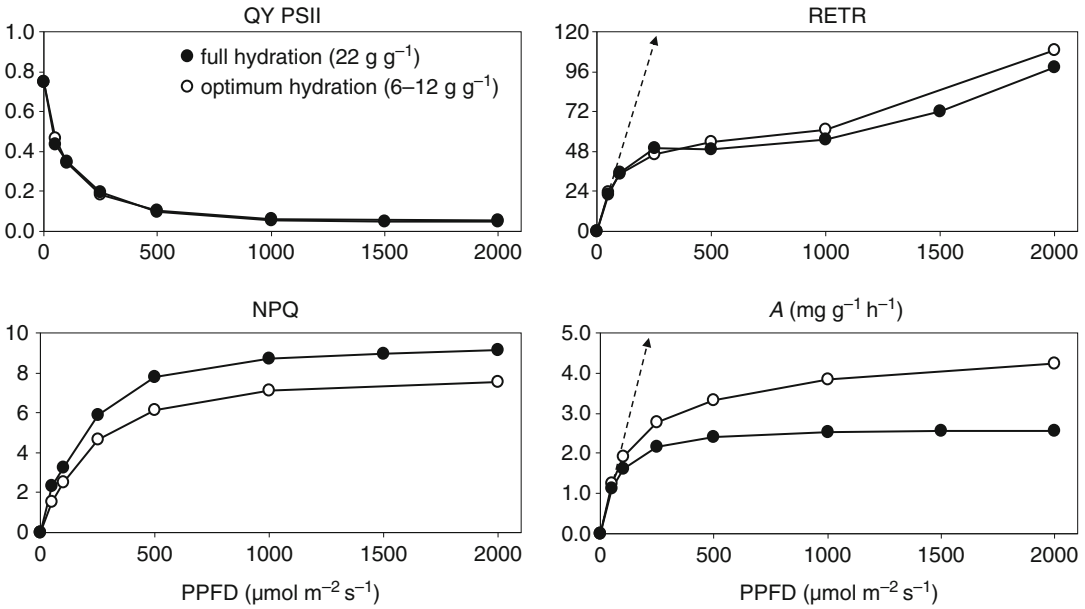 QY PSII
1.0
0.8
0.6
0.4
0.2
0.0
0 500 1000 1500 2000
● full hydration (22 g g⁻¹)
○ optimum hydration (6–12 g g⁻¹)
RETR
120
96
72
48
24
0
0 500 1000 1500 2000
NPQ
10
8
6
4
2
0
0 500 1000 1500 2000
PPFD (µmol m⁻² s⁻¹)
A (mg g⁻¹ h⁻¹)
5.0
4.0
3.0
2.0
1.0
0.0
0 500 1000 1500 2000
PPFD (µmol m⁻² s⁻¹)